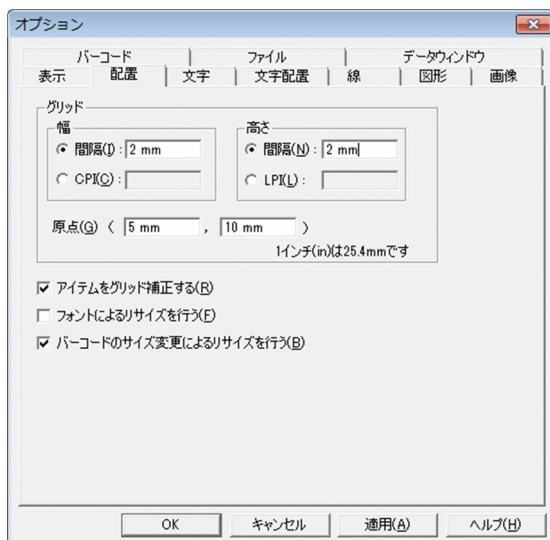 オプション
バーコード ファイル データウィンドウ
表示 配置 文字 文字配置 線 図形 画像
グリッド
幅 高さ
間隔(I): 2 mm 間隔(N): 2 mm
CPI(C): LPI(L):
原点(G) ( 5 mm , 10 mm )
1インチ(in)は25.4mmです
アイテムをグリッド補正する(R)
フォントによるリサイズを行う(F)
バーコードのサイズ変更によるリサイズを行う(B)
OK キャンセル 適用(A) ヘルプ(H)